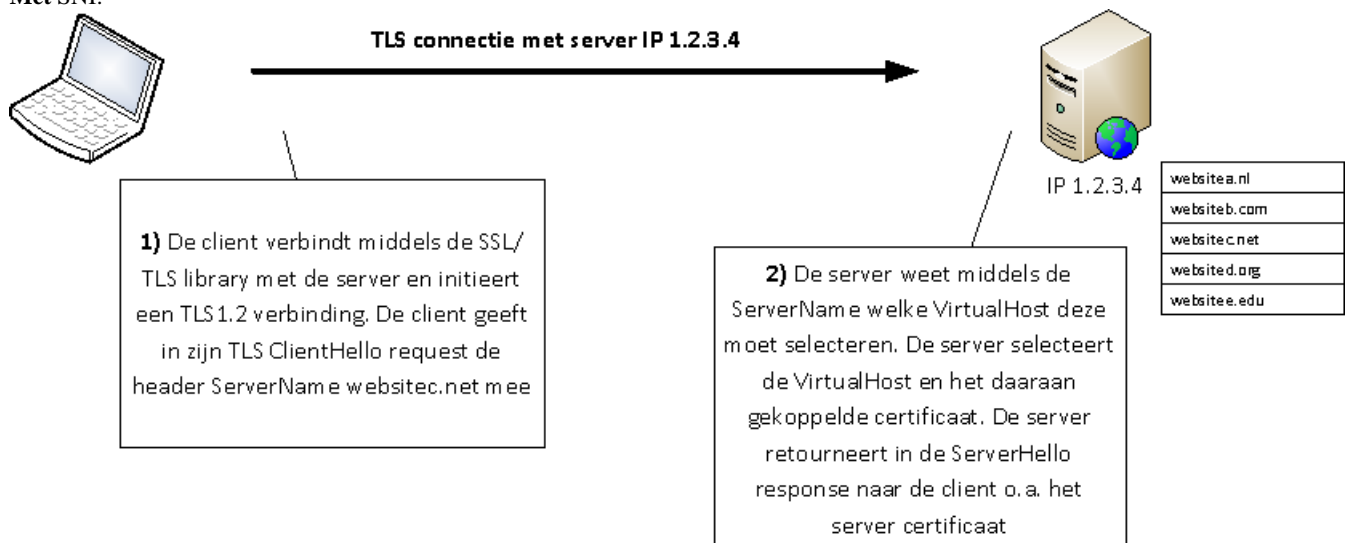 Met SNI:
TLS connectie met server IP 1.2.3.4
IP 1.2.3.4
websitea.nl
websiteb.com
websitec.net
websited.org
websitee.edu
1) De client verbindt middels de SSL/
TLS library met de server en initieert
een TLS1.2 verbinding. De client geeft
in zijn TLS ClientHello request de
header ServerName websitec.net mee
2) De server weet middels de
ServerName welke VirtualHost deze
moet selecteren. De server selecteert
de VirtualHost en het daaraan
gekoppelde certificaat. De server
retourneert in de ServerHello
response naar de client o.a. het
server certificaat